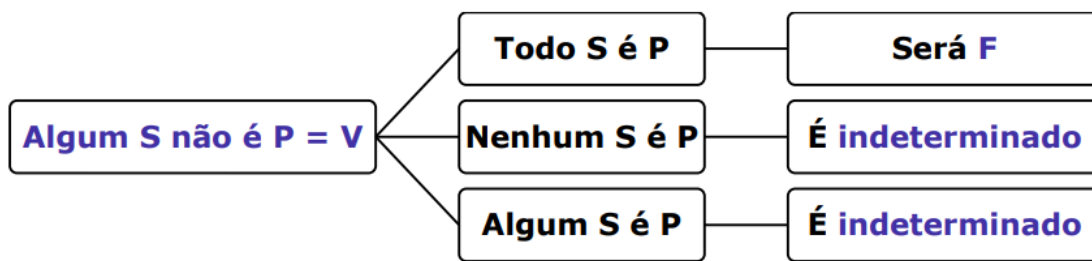 Todo S é P
Será F
Algum S não é P = V
Nenhum S é P
É indeterminado
Algum S é P
É indeterminado